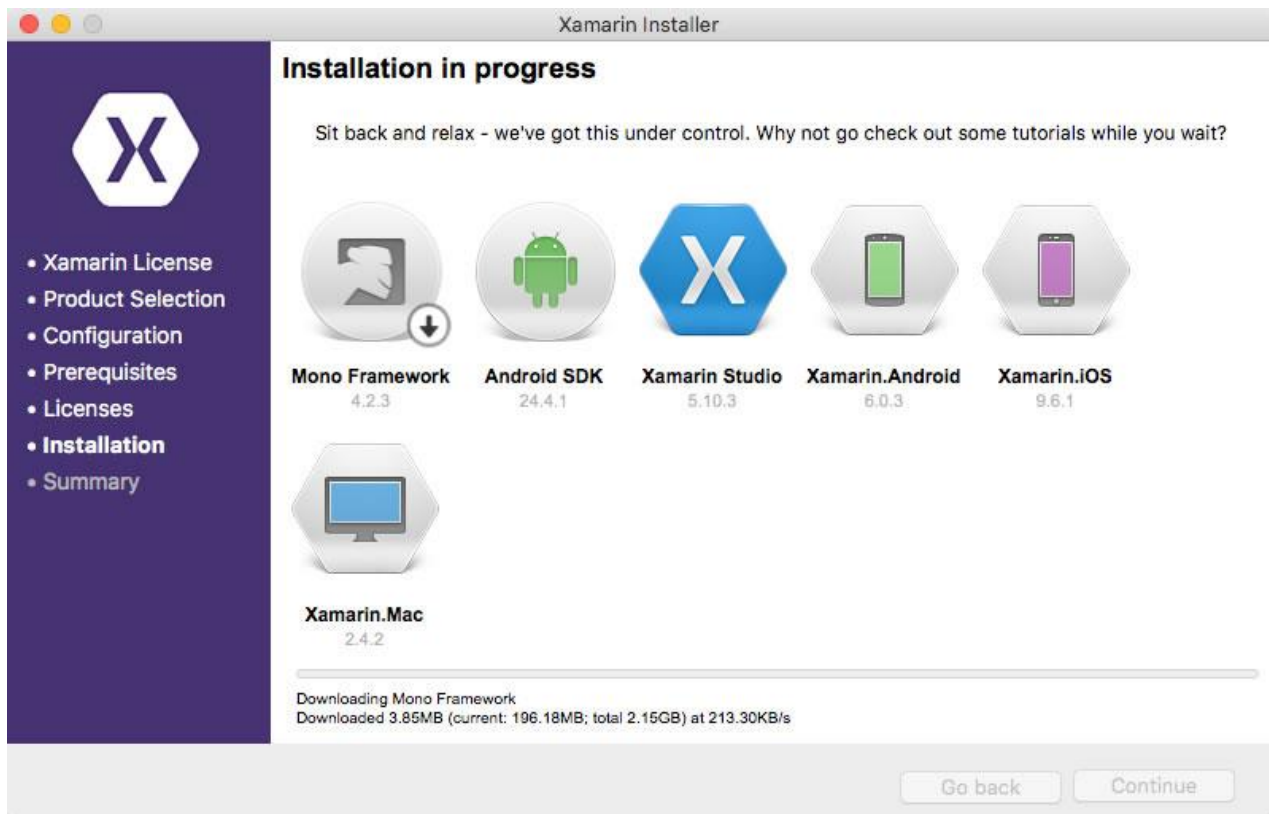 Xamarin Installer
Installation in progress
Sit back and relax - we've got this under control. Why not go check out some tutorials while you wait?
• Xamarin License
• Product Selection
• Configuration
• Prerequisites
• Licenses
• Installation
• Summary
Mono Framework
4.2.3
Android SDK
24.4.1
Xamarin Studio
5.10.3
Xamarin.Android
6.0.3
Xamarin.iOS
9.6.1
Xamarin.Mac
2.4.2
Downloading Mono Framework
Downloaded 3.85MB (current: 196.18MB; total 2.15GB) at 213.30KB/s
Go back
Continue